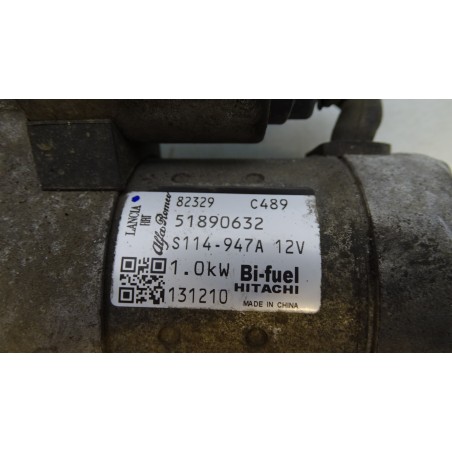 82329 C489
51890632
S114-947A 12V
1.0kW Bi-fuel
HITACHI
131210 MADE IN CHINA
LANCIA
FIAT
Alfa Romeo